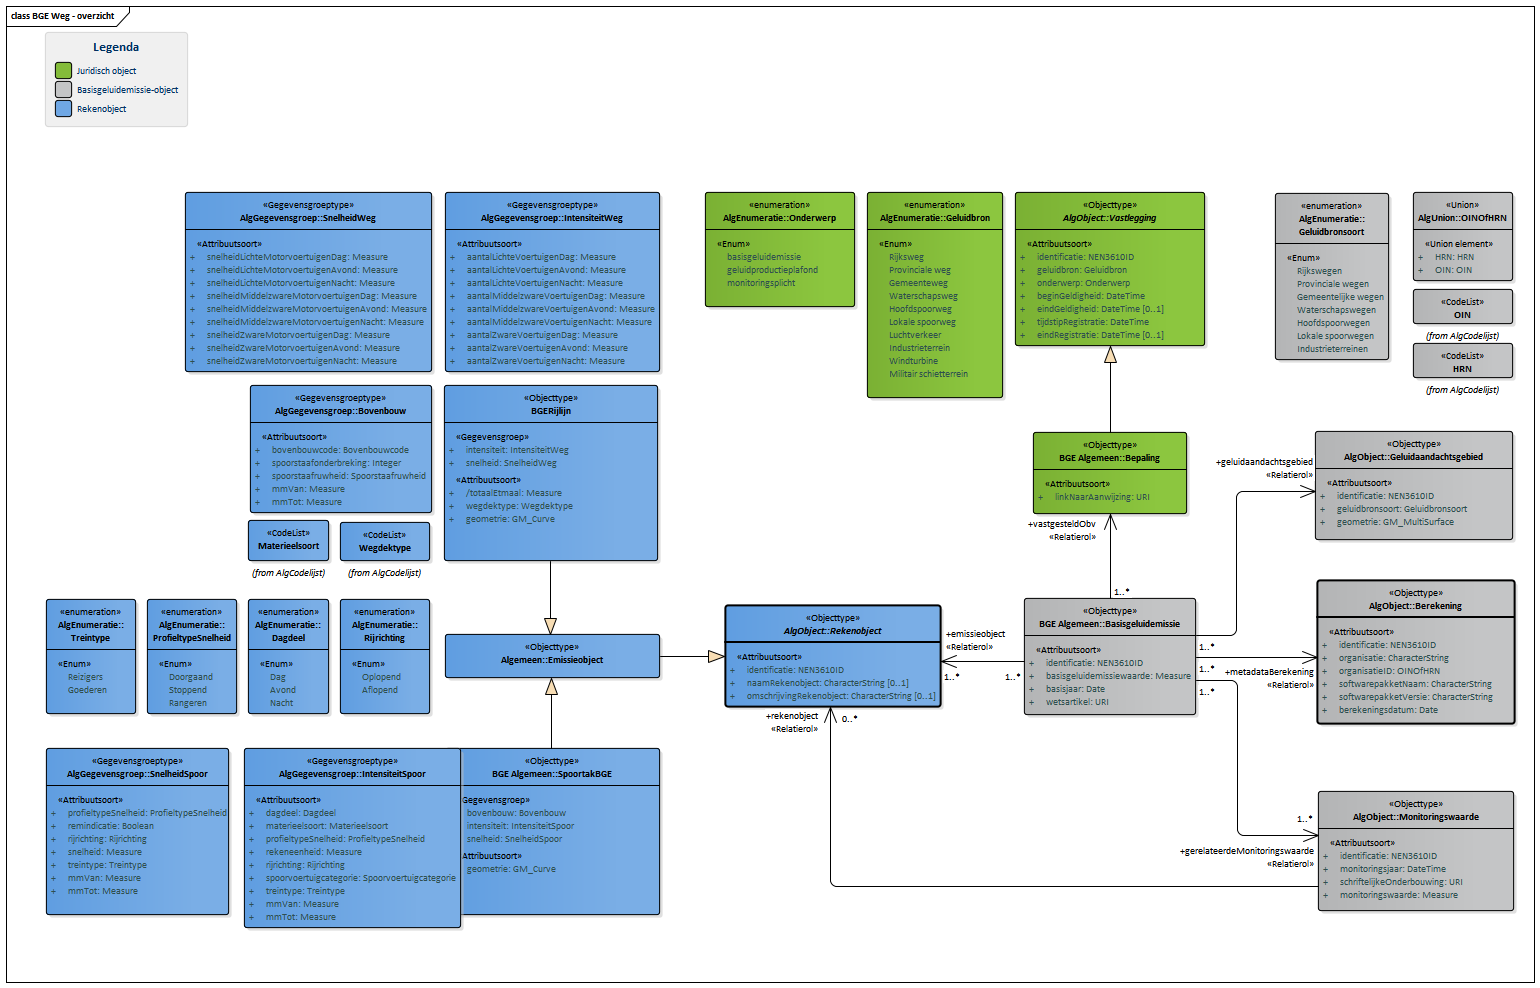 class BGE Weg - overzicht
Legenda
Juridisch object
Basisgeluidemissie-object
Rekenobject
«Gegevensgroeptype»
AlgGegevensgroep::SnelheidWeg
«Attribuutsoort»
+ snelheidLichteMotorvoertuigenDag: Measure
+ snelheidLichteMotorvoertuigenAvond: Measure
+ snelheidLichteMotorvoertuigenNacht: Measure
+ snelheidMiddelzwareMotorvoertuigenDag: Measure
+ snelheidMiddelzwareMotorvoertuigenAvond: Measure
+ snelheidMiddelzwareMotorvoertuigenNacht: Measure
+ snelheidZwareMotorvoertuigenDag: Measure
+ snelheidZwareMotorvoertuigenAvond: Measure
+ snelheidZwareMotorvoertuigenNacht: Measure
«Gegevensgroeptype»
AlgGegevensgroep::IntensiteitWeg
«Attribuutsoort»
+ aantalLichteVoertuigenDag: Measure
+ aantalLichteVoertuigenAvond: Measure
+ aantalLichteVoertuigenNacht: Measure
+ aantalMiddelzwareVoertuigenDag: Measure
+ aantalMiddelzwareVoertuigenAvond: Measure
+ aantalMiddelzwareVoertuigenNacht: Measure
+ aantalZwareVoertuigenDag: Measure
+ aantalZwareVoertuigenAvond: Measure
+ aantalZwareVoertuigenNacht: Measure
«enumeration»
AlgEnumeratie::Onderwerp
«Enum»
basisgeluidemissie
geluidproductieplafond
monitoringsplicht
«enumeration»
AlgEnumeratie::Geluidbron
«Enum»
Rijksweg
Provinciale weg
Gemeenteweg
Waterschapsweg
Hoofdspoorweg
Lokale spoorweg
Luchtverkeer
Industrieterrein
Windturbine
Militair schietterrein
«Objecttype»
AlgObject::Vastlegging
«Attribuutsoort»
+ identificatie: NEN3610ID
+ geluidbron: Geluidbron
+ onderwerp: Onderwerp
+ beginGeldigheid: DateTime
+ eindGeldigheid: DateTime [0..1]
+ tijdstipRegistratie: DateTime
+ eindRegistratie: DateTime [0..1]
«enumeration»
AlgEnumeratie::
Geluidbronsoort
«Enum»
Rijkswegen
Provinciale wegen
Gemeentelijke wegen
Waterschapswegen
Hoofdspoorwegen
Lokale spoorwegen
Industrieterreinen
«Union»
AlgUnion::OINOfHRN
«Union element»
+ HRN: HRN
+ OIN: OIN
«CodeList»
OIN
(from AlgCodelijst)
«CodeList»
HRN
(from AlgCodelijst)
«Gegevensgroeptype»
AlgGegevensgroep::Bovenbouw
«Attribuutsoort»
+ bovenbouwcode: Bovenbouwcode
+ spoorstaafonderbreking: Integer
+ spoorstaafruwheid: Spoorstaafruwheid
+ mmVan: Measure
+ mmTot: Measure
«Objecttype»
BGERijlijn
«Gegevensgroep»
+ intensiteit: IntensiteitWeg
+ snelheid: SnelheidWeg
«Attribuutsoort»
+ /totaalEtmaal: Measure
+ wegdektype: Wegdektype
+ geometrie: GM_Curve
«Objecttype»
BGE Algemeen::Bepaling
«Attribuutsoort»
+ linkNaarAanwijzing: URI
+geluidaandachtsgebied
«Relatierol»
«Objecttype»
AlgObject::Geluidaandachtsgebied
«Attribuutsoort»
+ identificatie: NEN3610ID
+ geluidbronsoort: Geluidbronsoort
+ geometrie: GM_MultiSurface
«CodeList»
Materieelsoort
(from AlgCodelijst)
«CodeList»
Wegdektype
(from AlgCodelijst)
+vastgesteldObv
«Relatierol»
1..*
«enumeration»
AlgEnumeratie::
Treintype
«Enum»
Reizigers
Goederen
«enumeration»
AlgEnumeratie::
ProfieltypeSnelheid
«Enum»
Doorgaand
Stoppend
Rangeren
«enumeration»
AlgEnumeratie::
Dagdeel
«Enum»
Dag
Avond
Nacht
«enumeration»
AlgEnumeratie::
Rijrichting
«Enum»
Oplopend
Aflopend
«Objecttype»
Algemeen::Emissieobject
«Objecttype»
AlgObject::Rekenobject
«Attribuutsoort»
+ identificatie: NEN3610ID
+ naamRekenobject: CharacterString [0..1]
+ omschrijvingRekenobject: CharacterString [0..1]
+emissieobject
«Relatierol»
1..*
1..*
«Objecttype»
BGE Algemeen::Basisgeluidemissie
«Attribuutsoort»
+ identificatie: NEN3610ID
+ basisgeluidemissiewaarde: Measure
+ basisjaar: Date
+ wetsartikel: URI
1..*
1..*
+metadataBerekening
«Relatierol»
1..*
«Objecttype»
AlgObject::Berekening
«Attribuutsoort»
+ identificatie: NEN3610ID
+ organisatie: CharacterString
+ organisatieID: OINOfHRN
+ softwarepakketNaam: CharacterString
+ softwarepakketVersie: CharacterString
+ berekeningsdatum: Date
+rekenobject
«Relatierol»
0..*
«Gegevensgroeptype»
AlgGegevensgroep::SnelheidSpoor
«Attribuutsoort»
+ profieltypeSnelheid: ProfieltypeSnelheid
+ remindicatie: Boolean
+ rijrichting: Rijrichting
+ snelheid: Measure
+ treintype: Treintype
+ mmVan: Measure
+ mmTot: Measure
«Gegevensgroeptype»
AlgGegevensgroep::IntensiteitSpoor
«Attribuutsoort»
+ dagdeel: Dagdeel
+ materieelsoort: Materieelsoort
+ profieltypeSnelheid: ProfieltypeSnelheid
+ rekeneenheid: Measure
+ rijrichting: Rijrichting
+ spoorvoertuigcategorie: Spoorvoertuigcategorie
+ treintype: Treintype
+ mmVan: Measure
+ mmTot: Measure
«Objecttype»
BGE Algemeen::SpoortakBGE
Gegevensgroep»
bovenbouw: Bovenbouw
intensiteit: IntensiteitSpoor
snelheid: SnelheidSpoor
Attribuutsoort»
geometrie: GM_Curve
1..*
+gerelateerdeMonitoringswaarde
«Relatierol»
«Objecttype»
AlgObject::Monitoringswaarde
«Attribuutsoort»
+ identificatie: NEN3610ID
+ monitoringsjaar: DateTime
+ schriftelijkeOnderbouwing: URI
+ monitoringswaarde: Measure